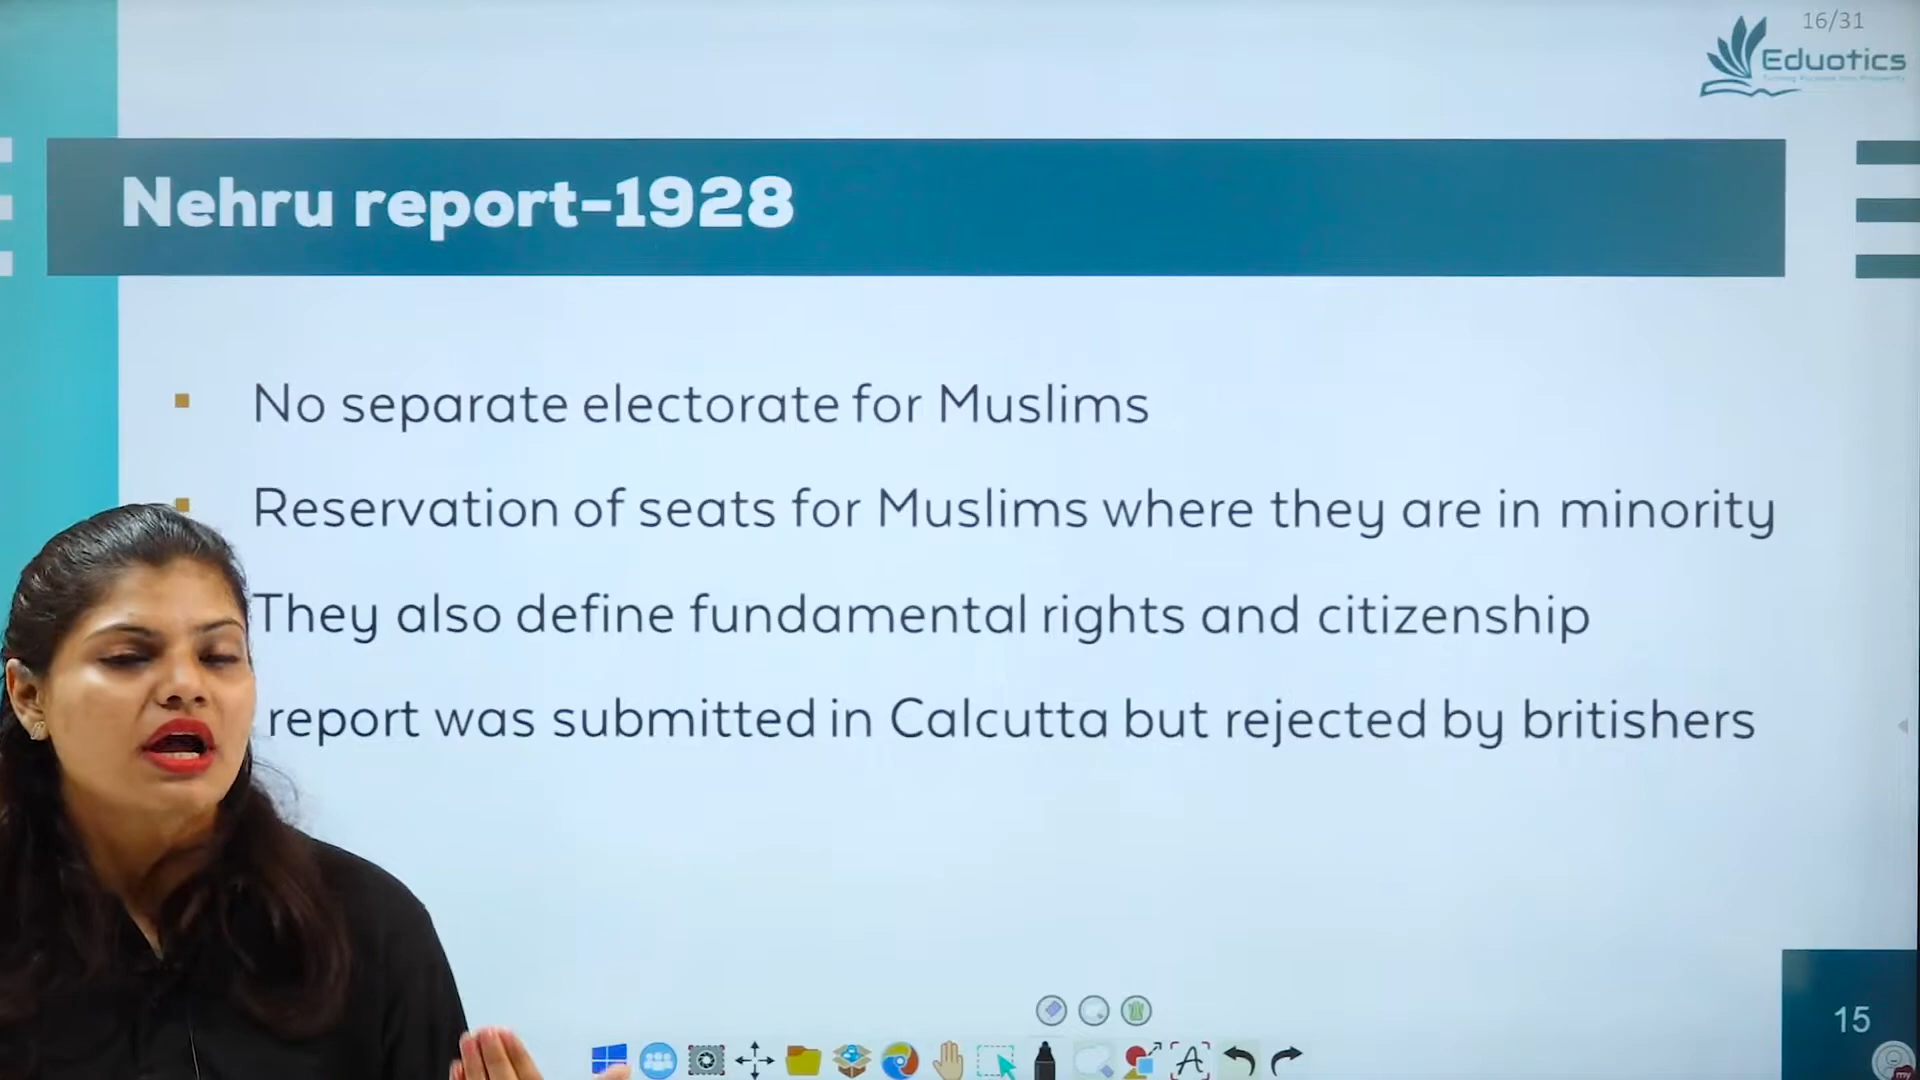 16/31
Eduotics
Nehru report-1928
No separate electorate for Muslims
Reservation of seats for Muslims where they are in minority
They also define fundamental rights and citizenship
report was submitted in Calcutta but rejected by britishers
15